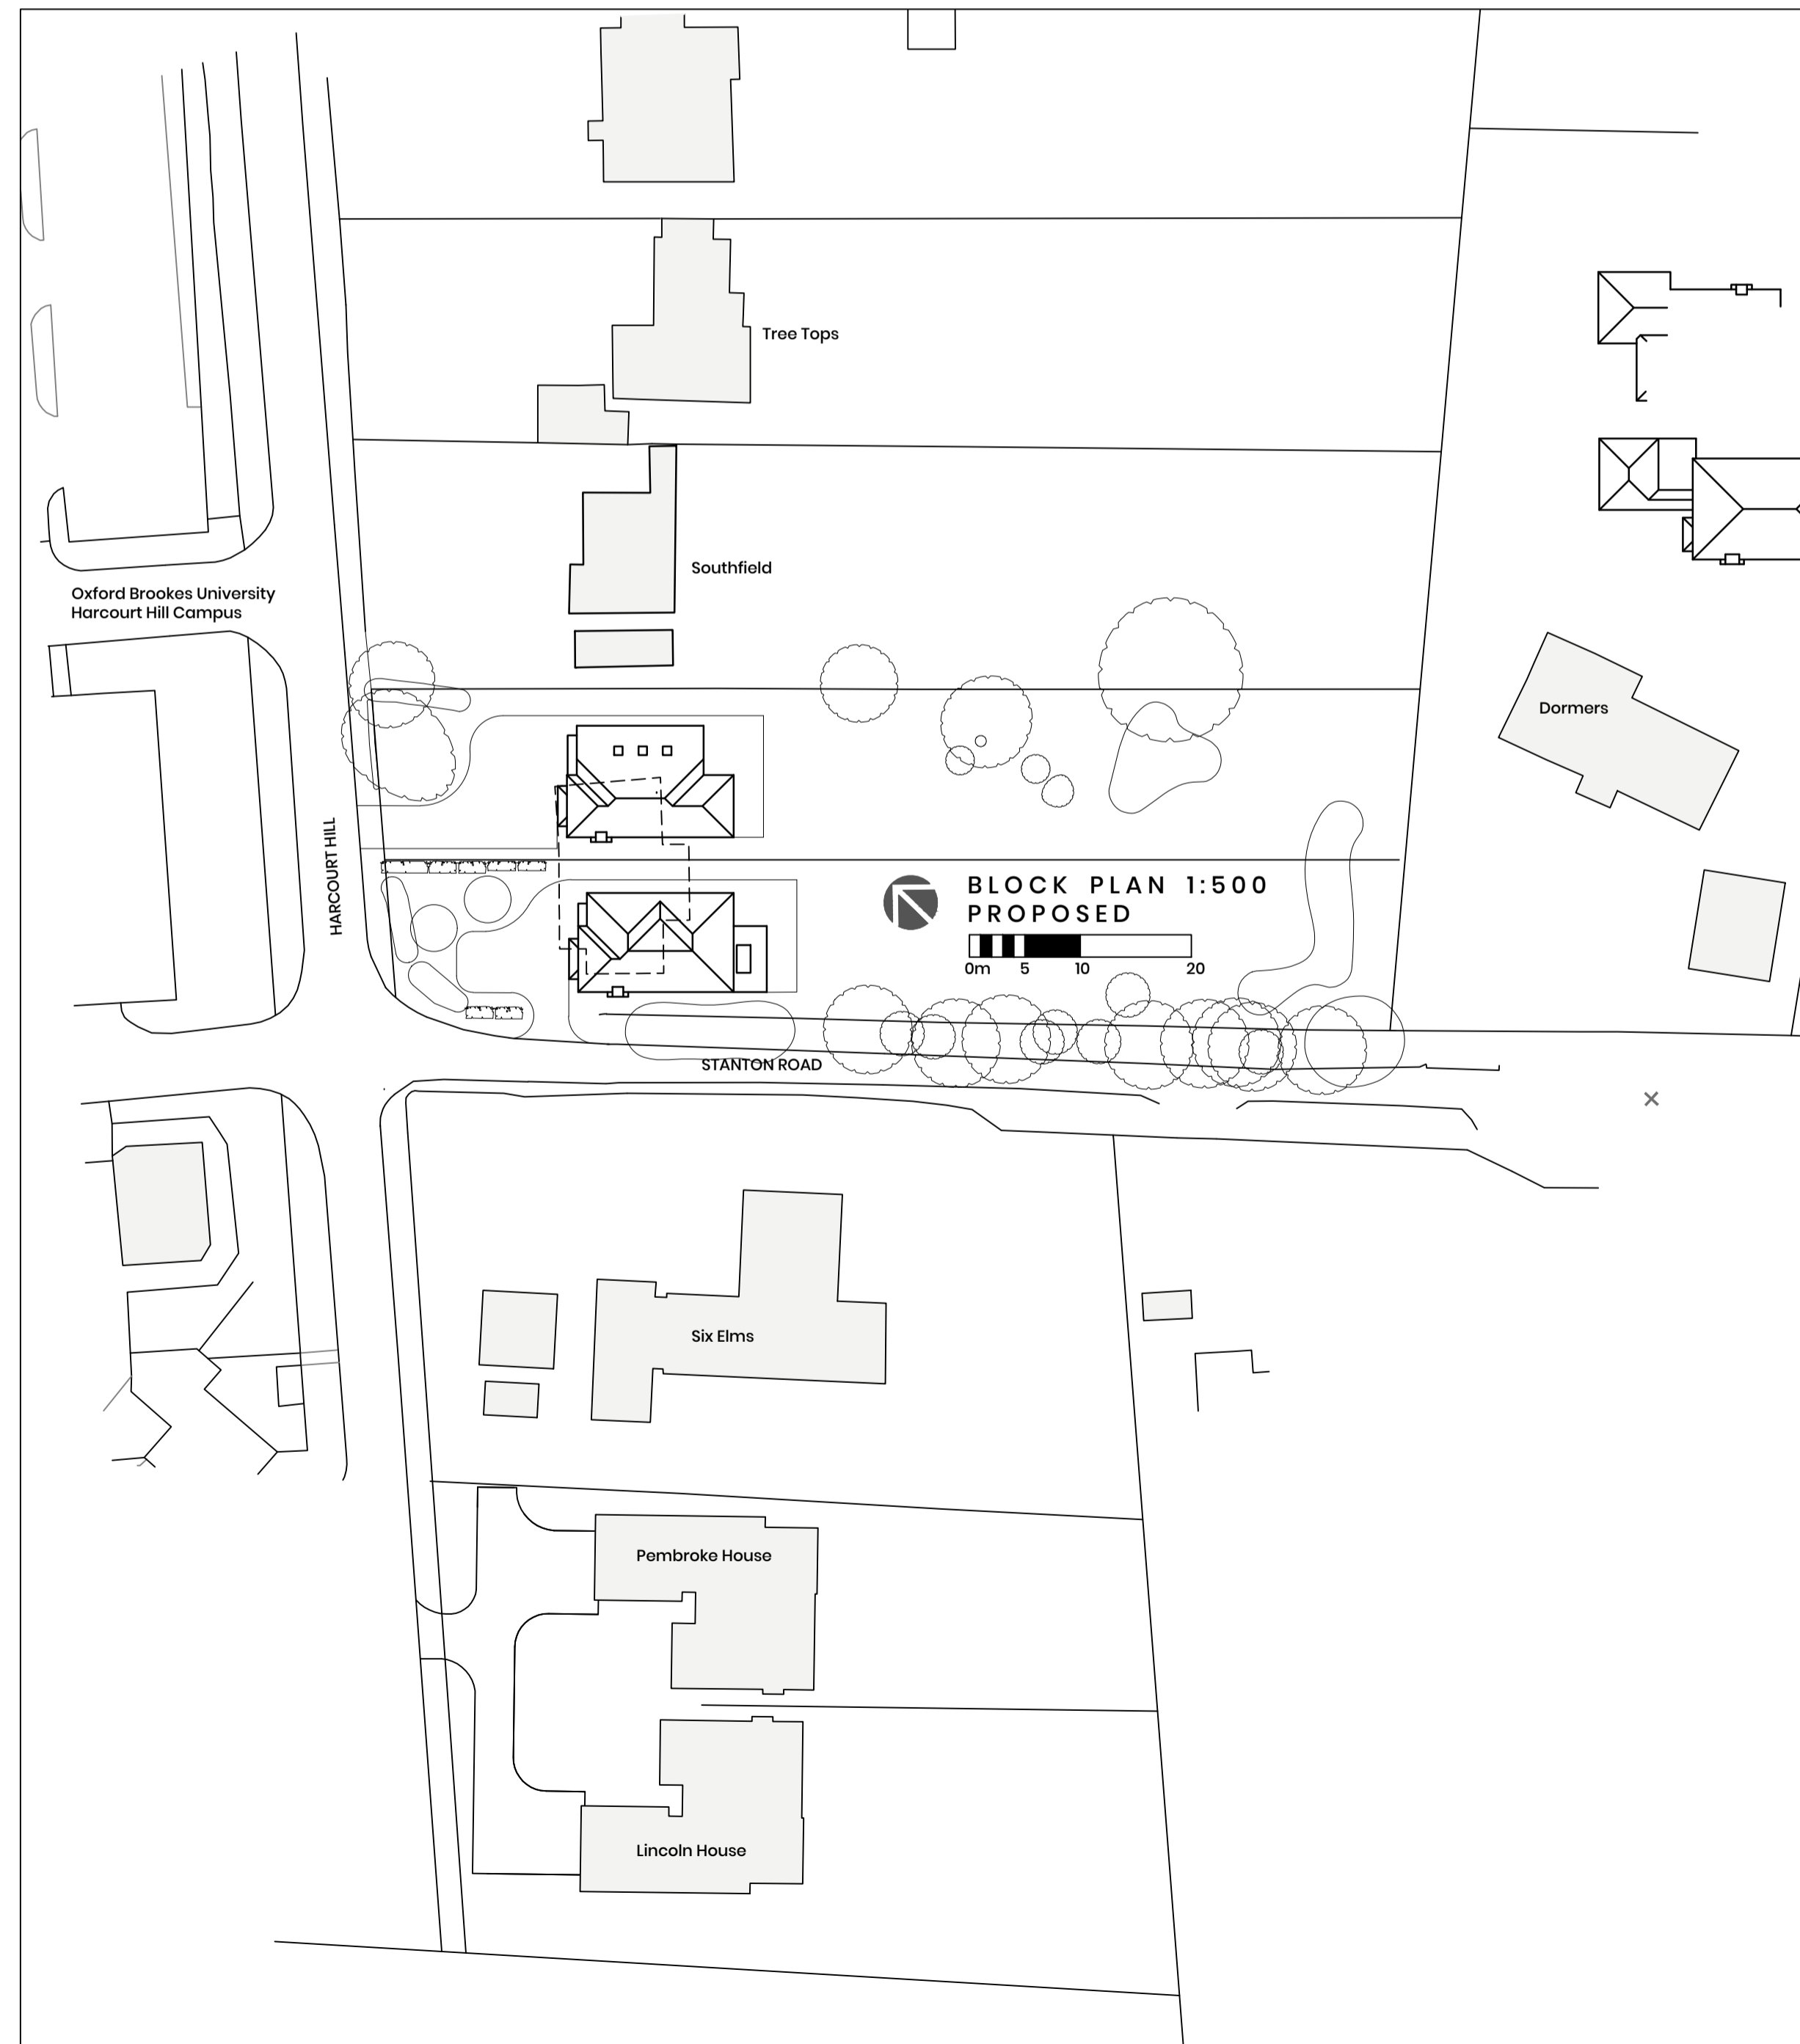 Tree Tops
Southfield
Oxford Brookes University
Harcourt Hill Campus
Dormers
HARCOURT HILL
BLOCK PLAN 1:500
PROPOSED
0m 5 10 20
STANTON ROAD
Six Elms
Pembroke House
Lincoln House